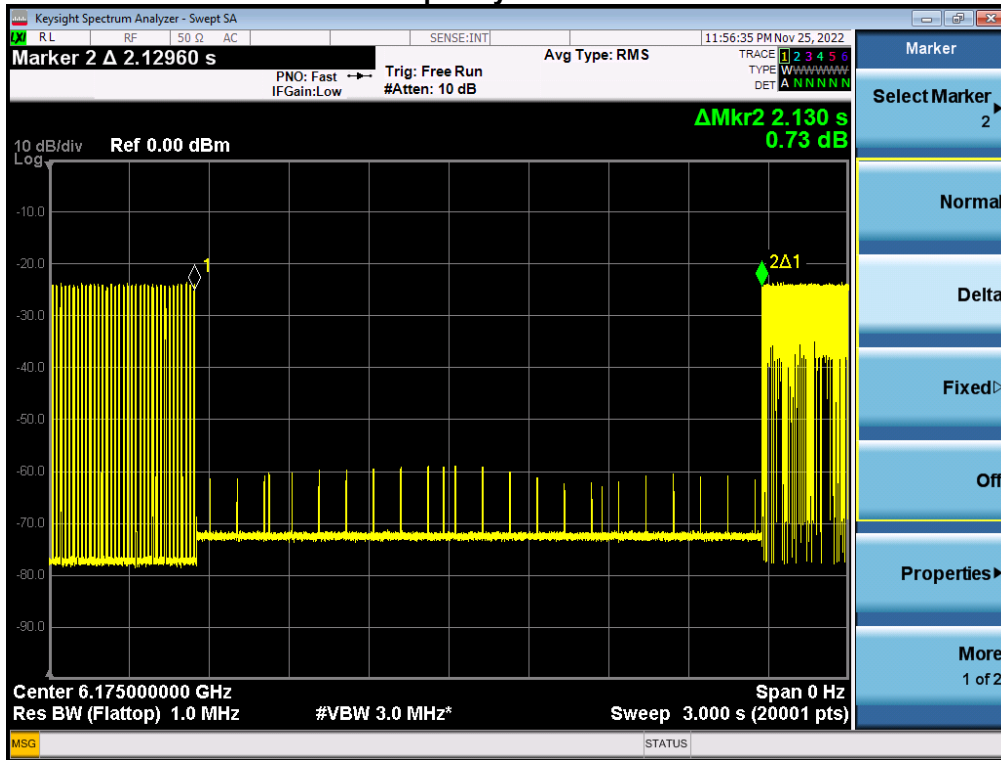 Keysight Spectrum Analyzer - Swept SA
LXI RL RF 50 Ω AC SENSE:INT 11:56:35 PM Nov 25, 2022
Marker 2 Δ 2.12960 s
PNO: Fast
IFGain:Low
Trig: Free Run
#Atten: 10 dB
Avg Type: RMS
TRACE 1 2 3 4 5 6
TYPE WWWWWW
DET A N N N N N
ΔMkr2 2.130 s
0.73 dB
10 dB/div Ref 0.00 dBm
Log
-10.0
-20.0
-30.0
-40.0
-50.0
-60.0
-70.0
-80.0
-90.0
1
2Δ1
Center 6.175000000 GHz Span 0 Hz
Res BW (Flattop) 1.0 MHz #VBW 3.0 MHz* Sweep 3.000 s (20001 pts)
MSG STATUS
Marker
Select Marker
2
Normal
Delta
Fixed
Off
Properties
More
1 of 2